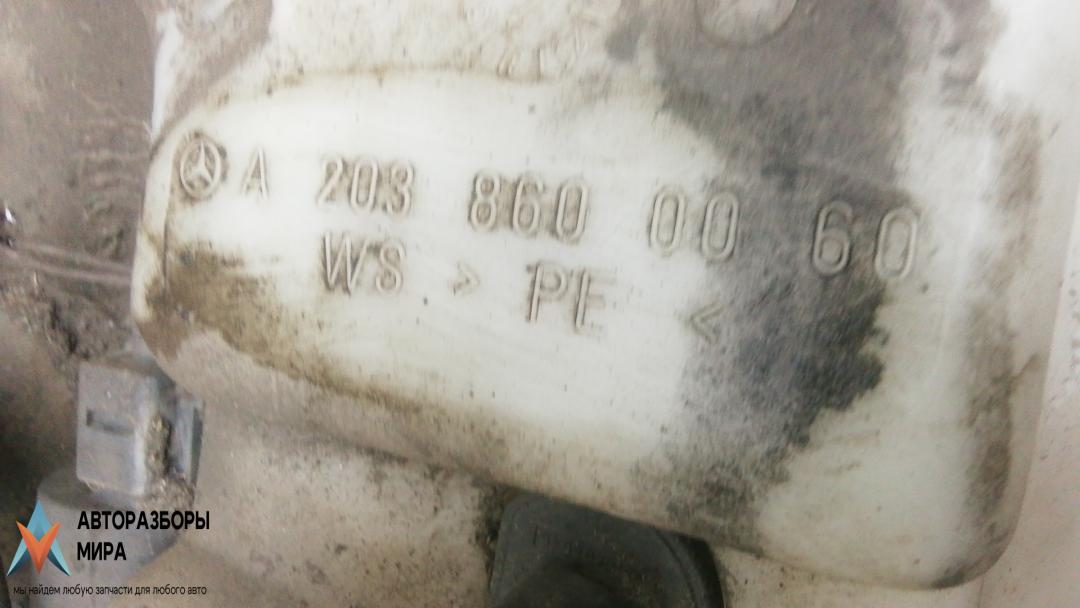 A 203 860 00 60
WS > PE <
АВТОРАЗБОРЫ
МИРА
мы найдем любую запчасти для любого авто